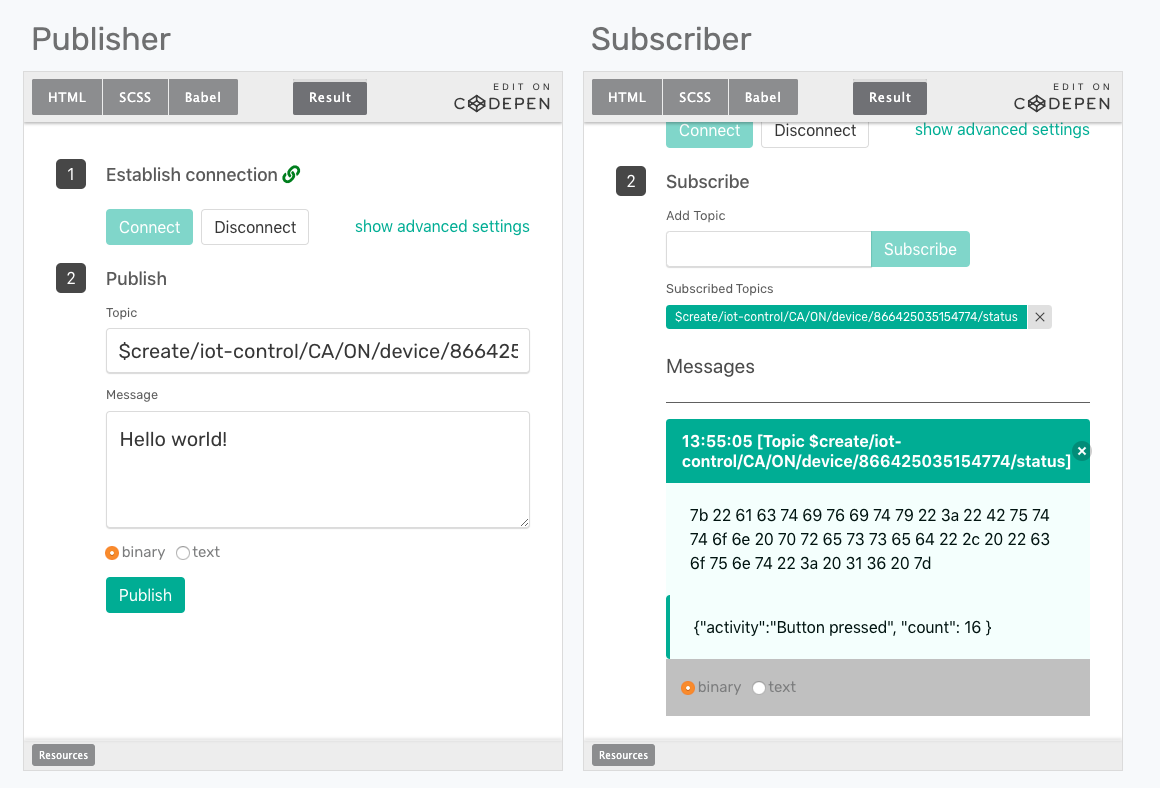 Publisher
HTML SCSS Babel Result EDIT ON
CODEPEN
1 Establish connection
Connect Disconnect show advanced settings
2 Publish
Topic
$create/iot-control/CA/ON/device/866425
Message
Hello world!
binary text
Publish
Resources
Subscriber
HTML SCSS Babel Result EDIT ON
CODEPEN
Connect Disconnect show advanced settings
2 Subscribe
Add Topic
Subscribe
Subscribed Topics
$create/iot-control/CA/ON/device/866425035154774/status
Messages
13:55:05 [Topic $create/iot-
control/CA/ON/device/866425035154774/status]
7b 22 61 63 74 69 76 69 74 79 22 3a 22 42 75 74
74 6f 6e 20 70 72 65 73 73 65 64 22 2c 20 22 63
6f 75 6e 74 22 3a 20 31 36 20 7d
{"activity":"Button pressed", "count": 16 }
binary text
Resources